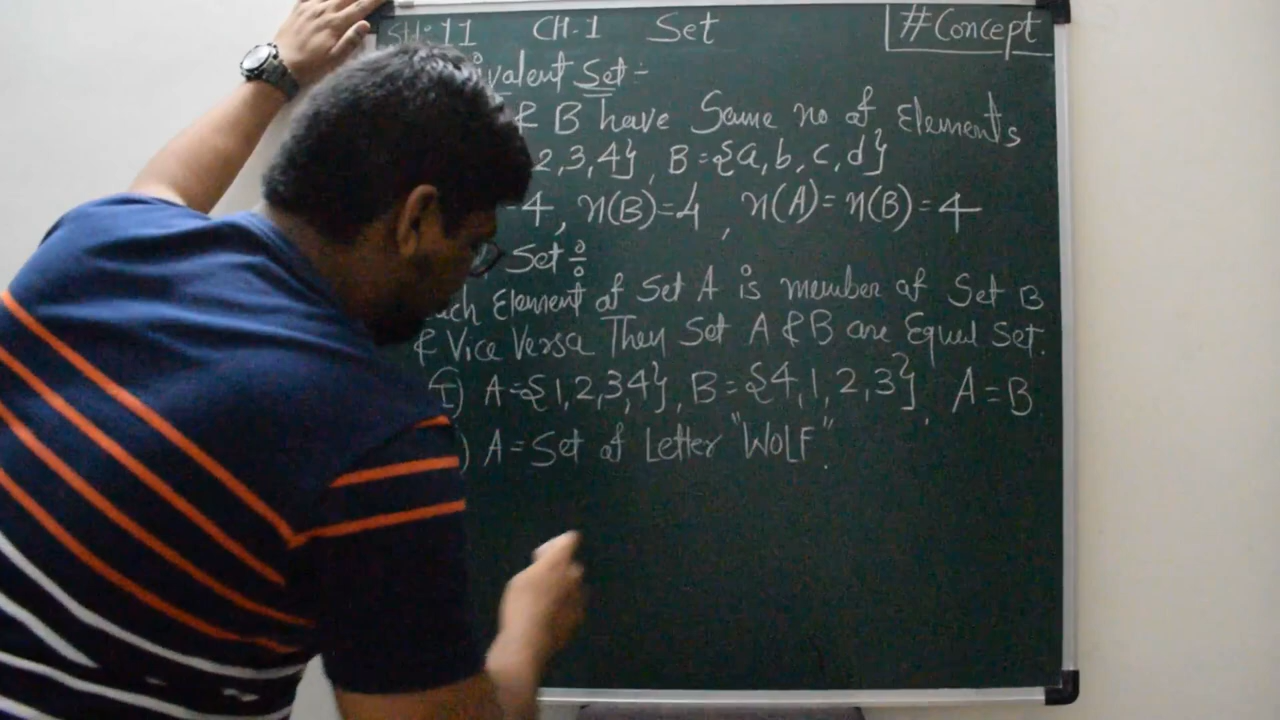 :11 CH.1 Set #Concept
ivalent Set:-
& B have Same no of Elements
2,3,4}, B={a,b,c,d}
-4, n(B)=4, n(A)=n(B)=4
Set:
ach Element of Set A is member of Set B
& Vice Versa Then Set A & B are Equal Set.
I) A={1,2,3,4}, B={4,1,2,3} A=B
) A=Set of Letter "WOLF".